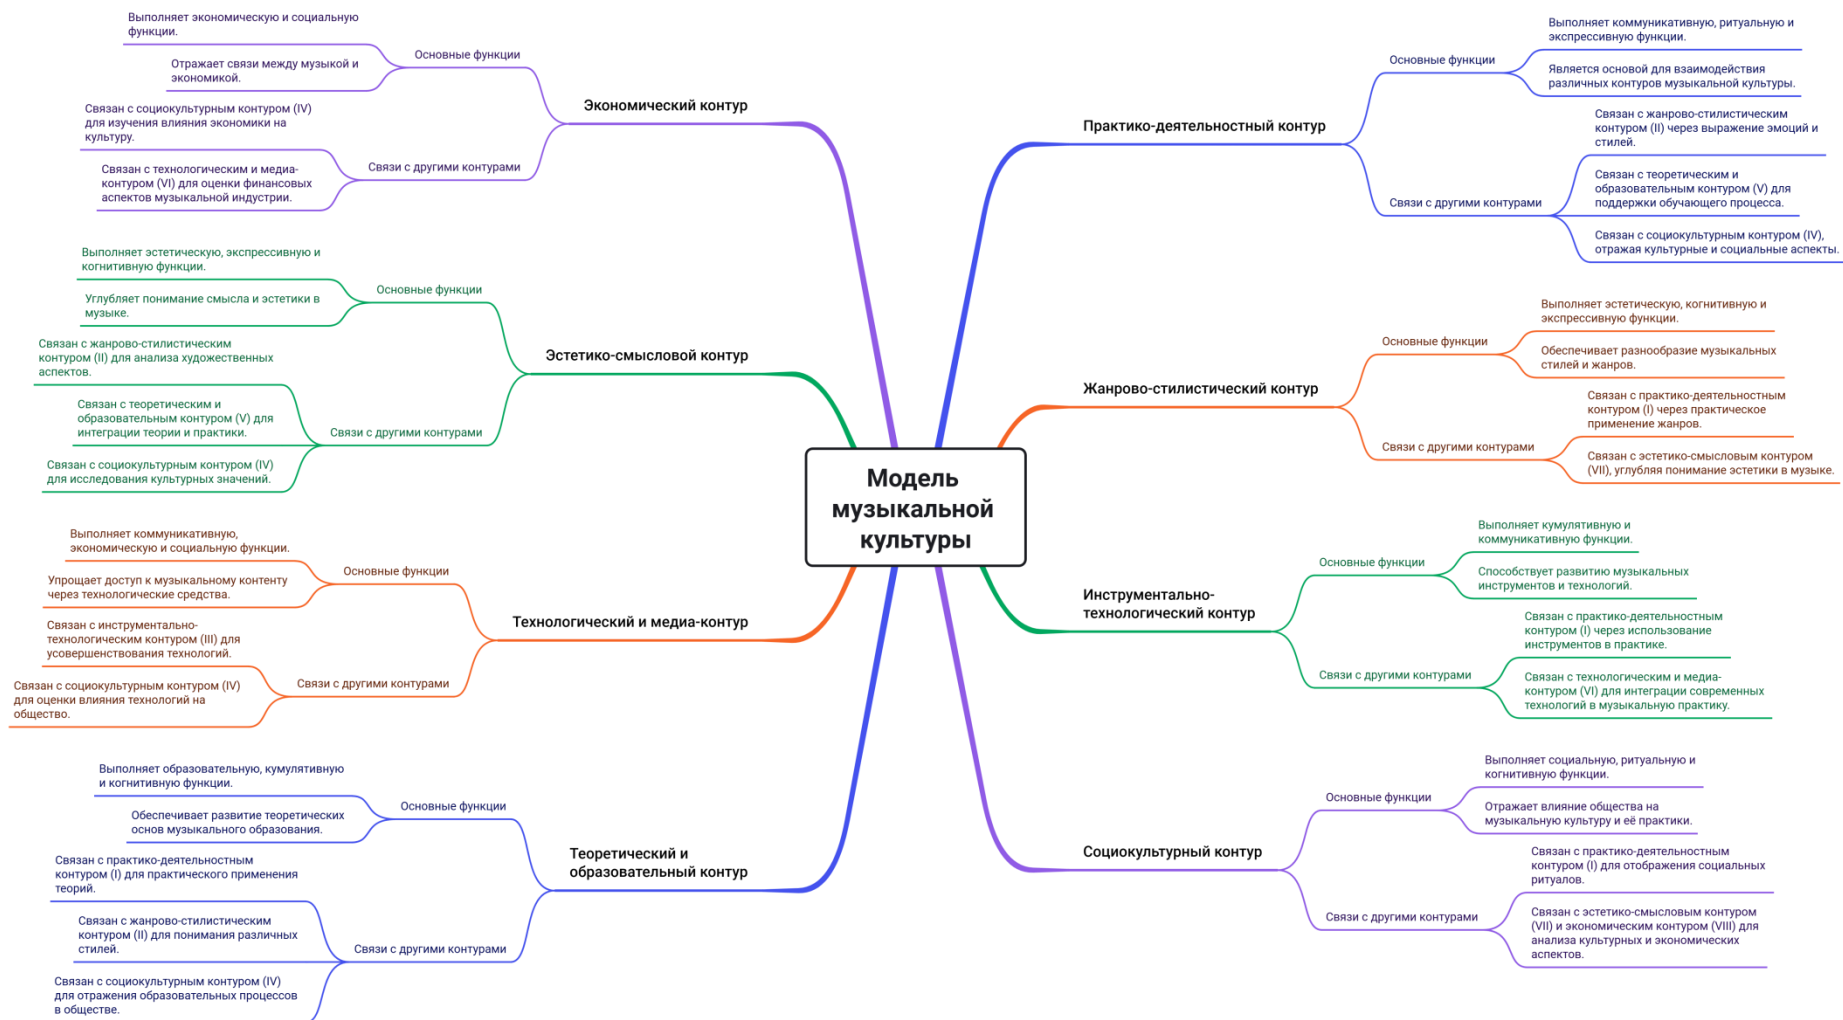 Модель
музыкальной
культуры
Практико-деятельностный контур
Основные функции
Выполняет коммуникативную, ритуальную и
экспрессивную функции.
Является основой для взаимодействия
различных контуров музыкальной культуры.
Связи с другими контурами
Связан с жанрово-стилистическим
контуром (II) через выражение эмоций и
стилей.
Связан с теоретическим и
образовательным контуром (V) для
поддержки обучающего процесса.
Связан с социокультурным контуром (IV),
отражая культурные и социальные аспекты.
Жанрово-стилистический контур
Основные функции
Выполняет эстетическую, когнитивную и
экспрессивную функции.
Обеспечивает разнообразие музыкальных
стилей и жанров.
Связи с другими контурами
Связан с практико-деятельностным
контуром (I) через практическое
применение жанров.
Связан с эстетико-смысловым контуром
(VII), углубляя понимание эстетики в музыке.
Инструментально-
технологический контур
Основные функции
Выполняет кумулятивную и
коммуникативную функции.
Способствует развитию музыкальных
инструментов и технологий.
Связи с другими контурами
Связан с практико-деятельностным
контуром (I) через использование
инструментов в практике.
Связан с технологическим и медиа-
контуром (VI) для интеграции современных
технологий в музыкальную практику.
Социокультурный контур
Основные функции
Выполняет социальную, ритуальную и
когнитивную функции.
Отражает влияние общества на
музыкальную культуру и её практики.
Связи с другими контурами
Связан с практико-деятельностным
контуром (I) для отображения социальных
ритуалов.
Связан с эстетико-смысловым контуром
(VII) и экономическим контуром (VIII) для
анализа культурных и экономических
аспектов.
Экономический контур
Основные функции
Выполняет экономическую и социальную
функции.
Отражает связи между музыкой и
экономикой.
Связи с другими контурами
Связан с социокультурным контуром (IV)
для изучения влияния экономики на
культуру.
Связан с технологическим и медиа-
контуром (VI) для оценки финансовых
аспектов музыкальной индустрии.
Эстетико-смысловой контур
Основные функции
Выполняет эстетическую, экспрессивную и
когнитивную функции.
Углубляет понимание смысла и эстетики в
музыке.
Связи с другими контурами
Связан с жанрово-стилистическим
контуром (II) для анализа художественных
аспектов.
Связан с теоретическим и
образовательным контуром (V) для
интеграции теории и практики.
Связан с социокультурным контуром (IV)
для исследования культурных значений.
Технологический и медиа-контур
Основные функции
Выполняет коммуникативную,
экономическую и социальную функции.
Упрощает доступ к музыкальному контенту
через технологические средства.
Связи с другими контурами
Связан с инструментально-
технологическим контуром (III) для
усовершенствования технологий.
Связан с социокультурным контуром (IV)
для оценки влияния технологий на
общество.
Теоретический и
образовательный контур
Основные функции
Выполняет образовательную, кумулятивную
и когнитивную функции.
Обеспечивает развитие теоретических
основ музыкального образования.
Связи с другими контурами
Связан с практико-деятельностным
контуром (I) для практического применения
теорий.
Связан с жанрово-стилистическим
контуром (II) для понимания различных
стилей.
Связан с социокультурным контуром (IV)
для отражения образовательных процессов
в обществе.